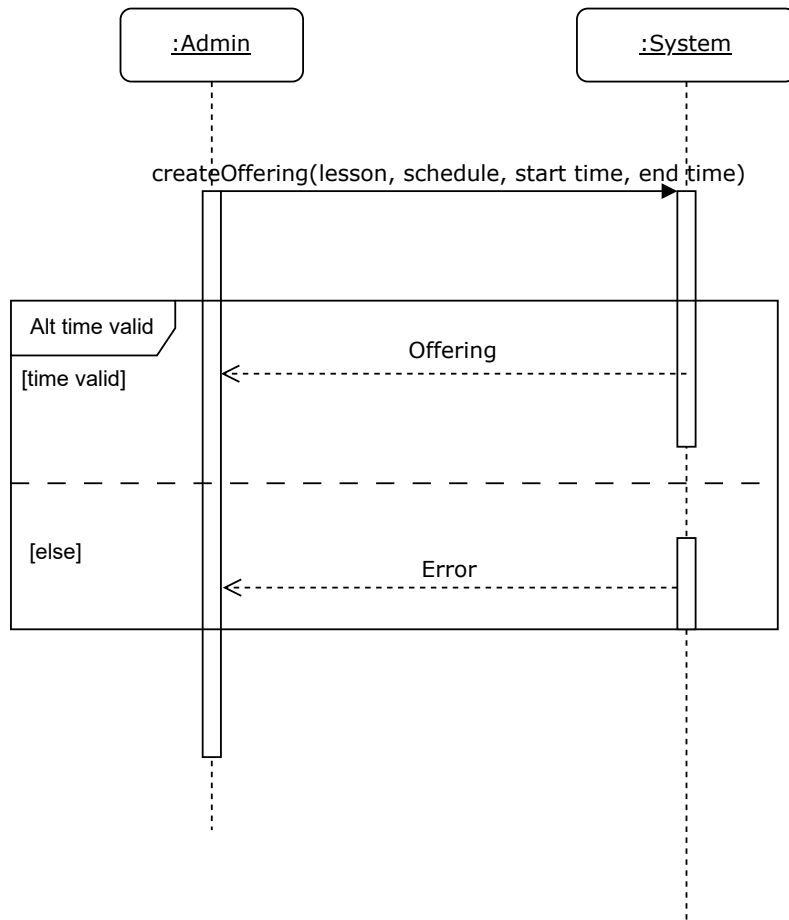 :Admin
:System
createOffering(lesson, schedule, start time, end time)
Alt time valid
Offering
[time valid]
[else]
Error